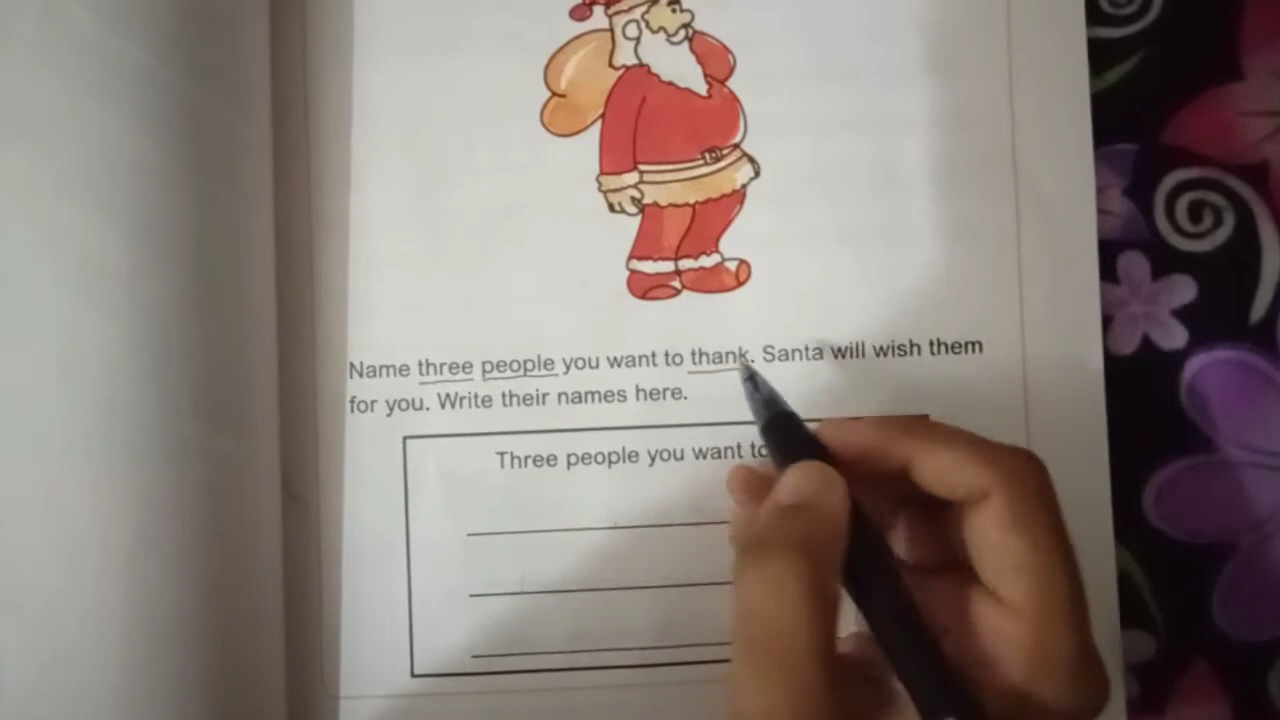 Name three people you want to thank. Santa will wish them
for you. Write their names here.
Three people you want to